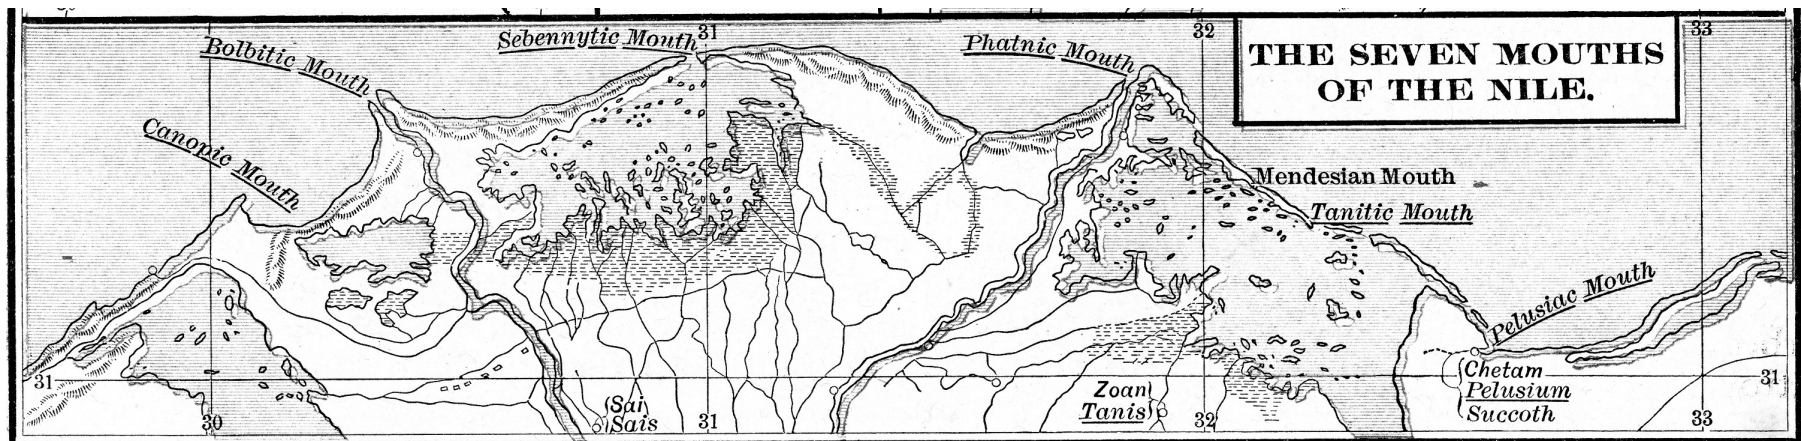 31
32
33
THE SEVEN MOUTHS
OF THE NILE.
Bolbitic Mouth
Sebennytic Mouth
Phatnic Mouth
Canopic Mouth
Mendesian Mouth
Tanitic Mouth
Pelusiac Mouth
31
31
Chetam
Pelusium
Succoth
Zoan
Tanis
Sai
Sais
30
31
32
33